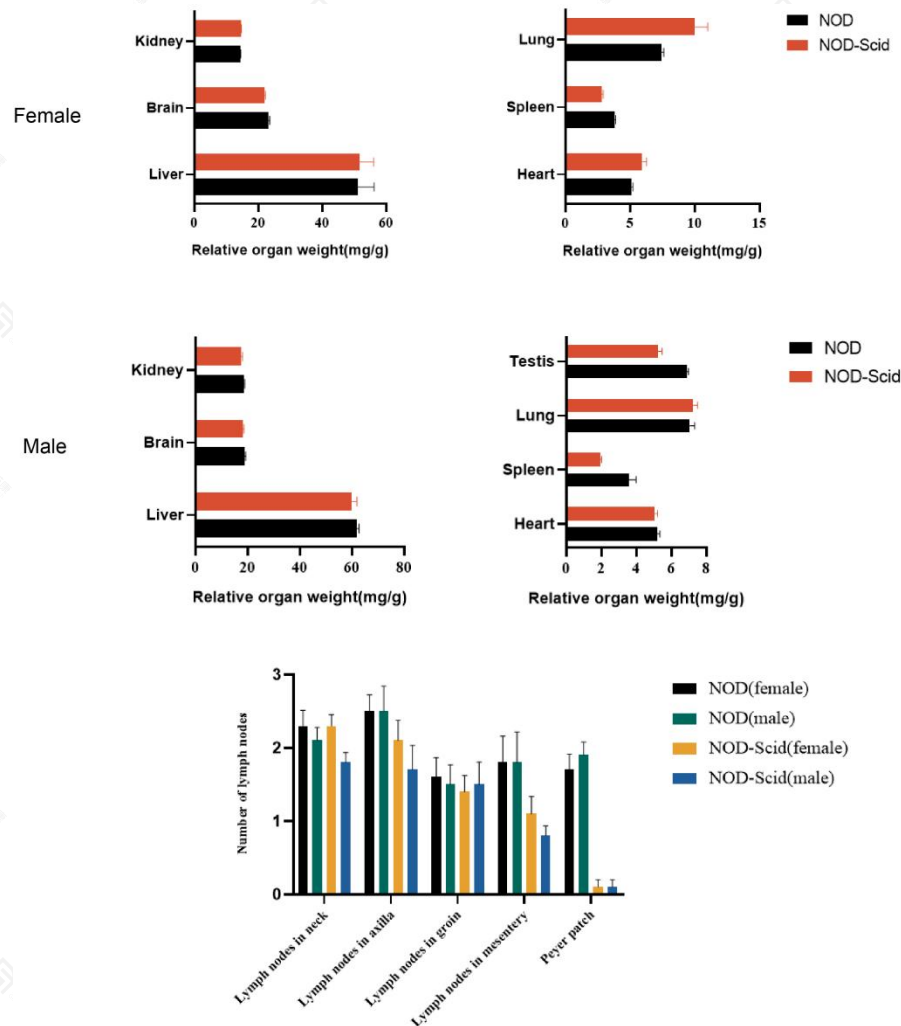 Female
Kidney
Brain
Liver
0 20 40 60
Relative organ weight(mg/g)
Lung
Spleen
Heart
0 5 10 15
Relative organ weight(mg/g)
NOD
NOD-Scid
Male
Kidney
Brain
Liver
0 20 40 60 80
Relative organ weight(mg/g)
Testis
Lung
Spleen
Heart
0 2 4 6 8
Relative organ weight(mg/g)
NOD
NOD-Scid
Number of lymph nodes
3
2
1
0
Lymph nodes in neck
Lymph nodes in axilla
Lymph nodes in groin
Lymph nodes in mesentery
Peyer patch
NOD(female)
NOD(male)
NOD-Scid(female)
NOD-Scid(male)